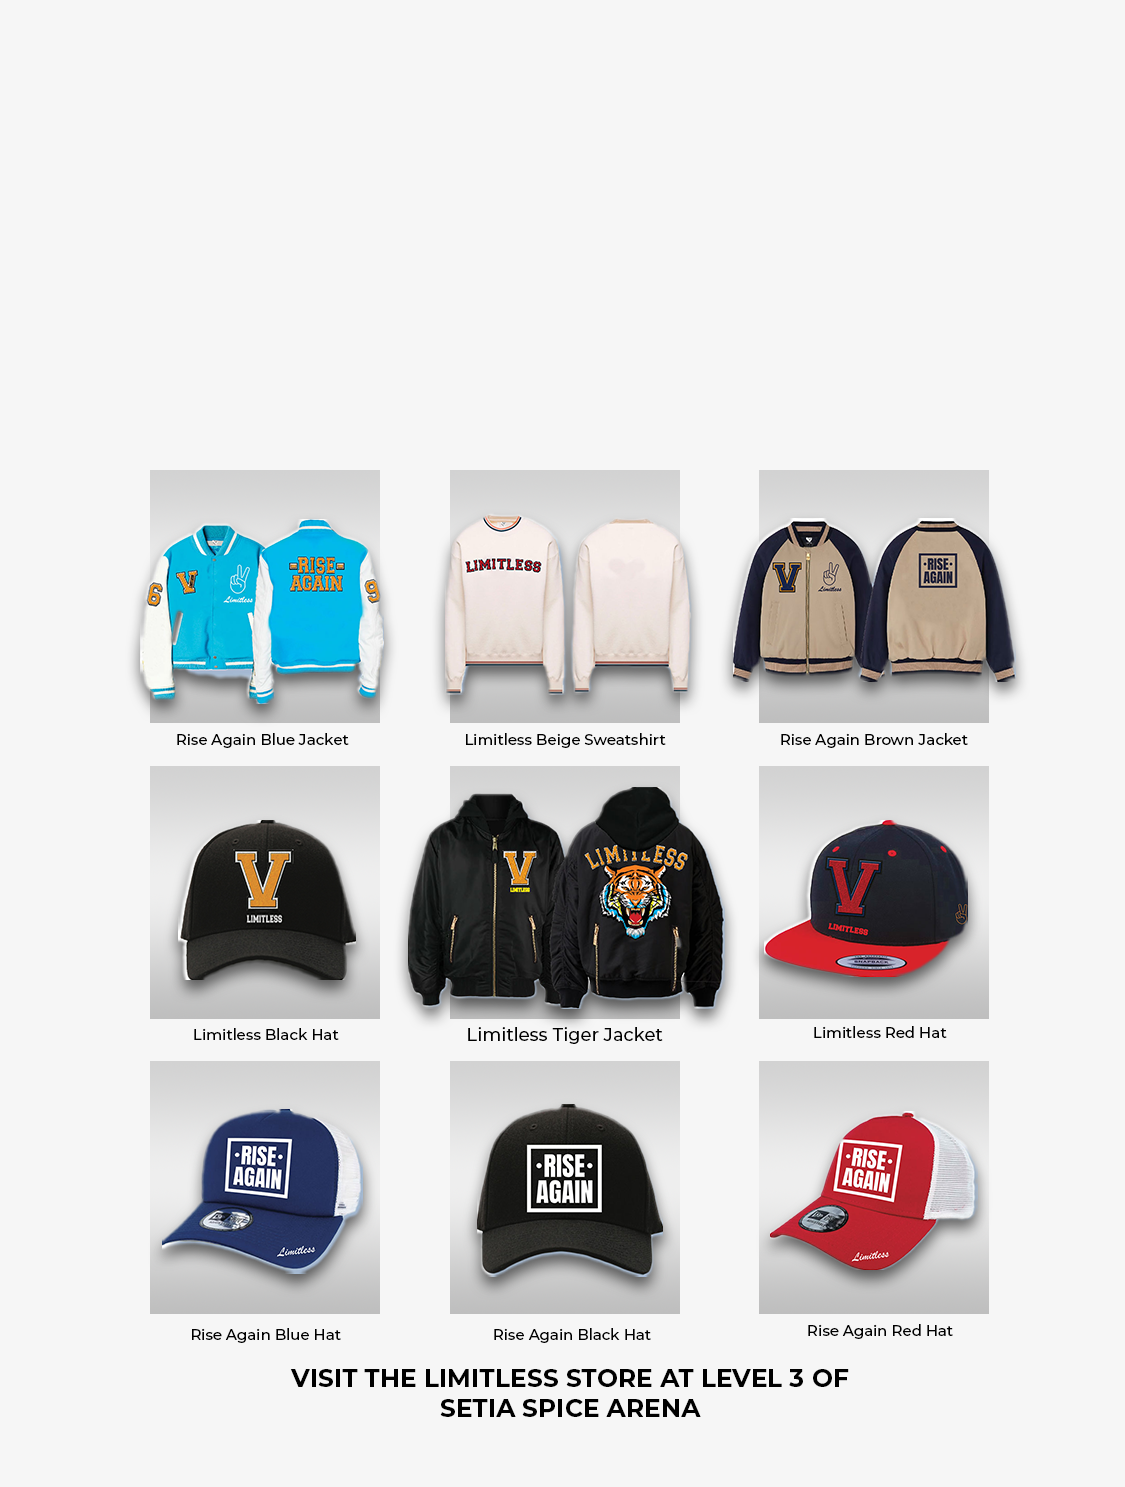 6
V
Limitless
RISE
AGAIN
9
LIMITLESS
V
Limitless
RISE
AGAIN
Rise Again Blue Jacket
Limitless Beige Sweatshirt
Rise Again Brown Jacket
V
LIMITLESS
V
LIMITLESS
LIMITLESS
V
LIMITLESS
SNAPBACK
Limitless Black Hat
Limitless Tiger Jacket
Limitless Red Hat
RISE
AGAIN
Limitless
RISE
AGAIN
RISE
AGAIN
Limitless
Rise Again Blue Hat
Rise Again Black Hat
Rise Again Red Hat
VISIT THE LIMITLESS STORE AT LEVEL 3 OF
SETIA SPICE ARENA